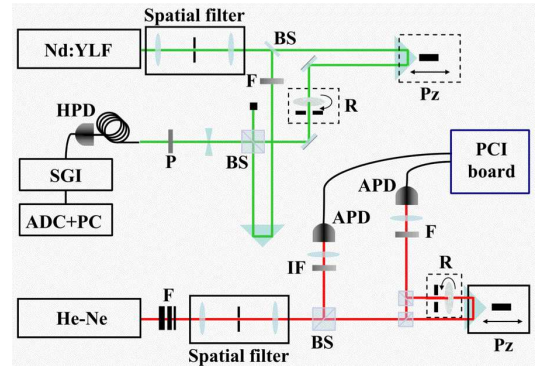 Spatial filter
Nd:YLF
BS
F
Pz
R
HPD
P
BS
SGI
ADC+PC
PCI
board
APD
APD
F
IF
R
He-Ne
F
Spatial filter
BS
Pz